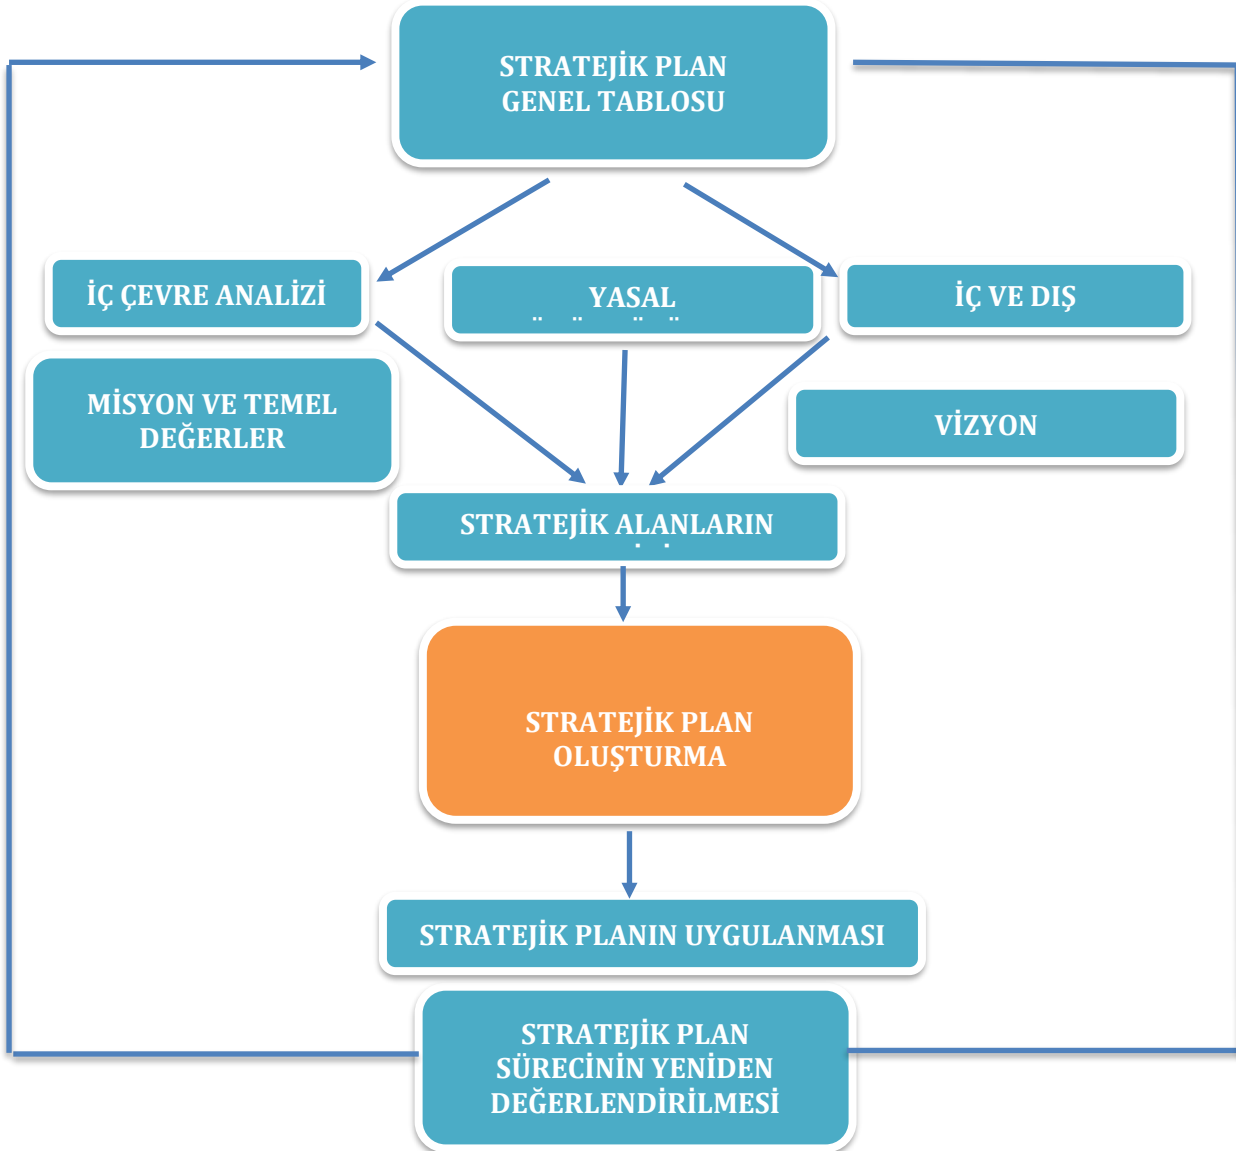 STRATEJİK PLAN
GENEL TABLOSU
İÇ ÇEVRE ANALİZİ
YASAL
İÇ VE DIŞ
MİSYON VE TEMEL
DEĞERLER
VİZYON
STRATEJİK ALANLARIN
STRATEJİK PLAN
OLUŞTURMA
STRATEJİK PLANIN UYGULANMASI
STRATEJİK PLAN
SÜRECİNİN YENİDEN
DEĞERLENDİRİLMESİ